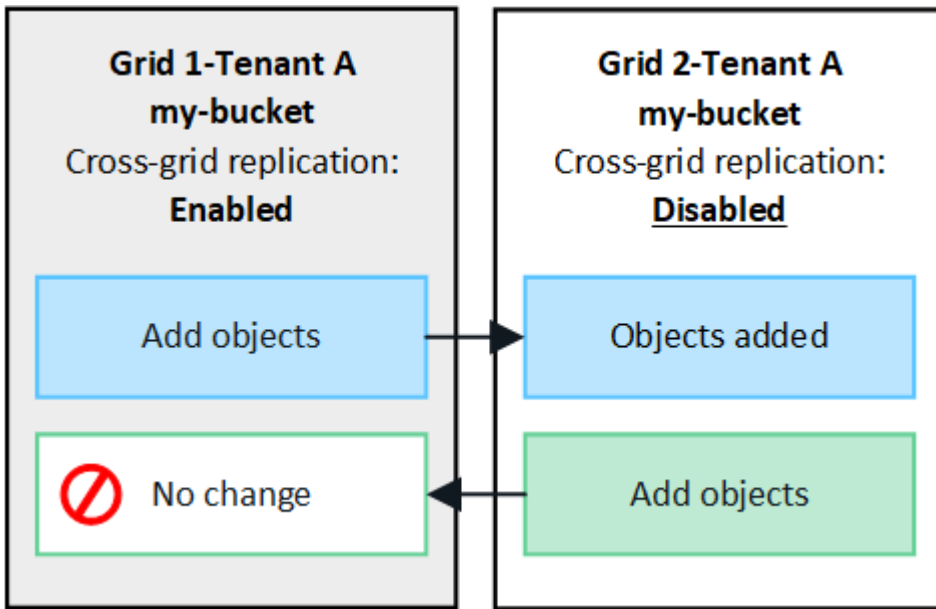 Grid 1-Tenant A
my-bucket
Cross-grid replication:
Enabled
Add objects
No change
Grid 2-Tenant A
my-bucket
Cross-grid replication:
Disabled
Objects added
Add objects